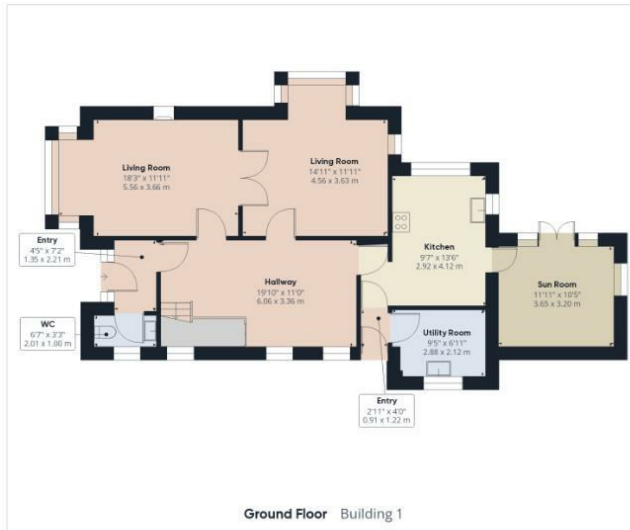 Living Room
18'3" x 11'11"
5.56 x 3.66 m
Living Room
14'11" x 11'11"
4.56 x 3.63 m
Entry
4'5" x 7'2"
1.35 x 2.21 m
Kitchen
9'7" x 13'6"
2.92 x 4.12 m
Hallway
19'10" x 11'0"
6.06 x 3.36 m
Sun Room
11'11" x 10'5"
3.65 x 3.20 m
WC
6'7" x 3'3"
2.01 x 1.00 m
Utility Room
9'5" x 6'11"
2.88 x 2.12 m
Entry
2'11" x 4'0"
0.91 x 1.22 m
Ground Floor Building 1